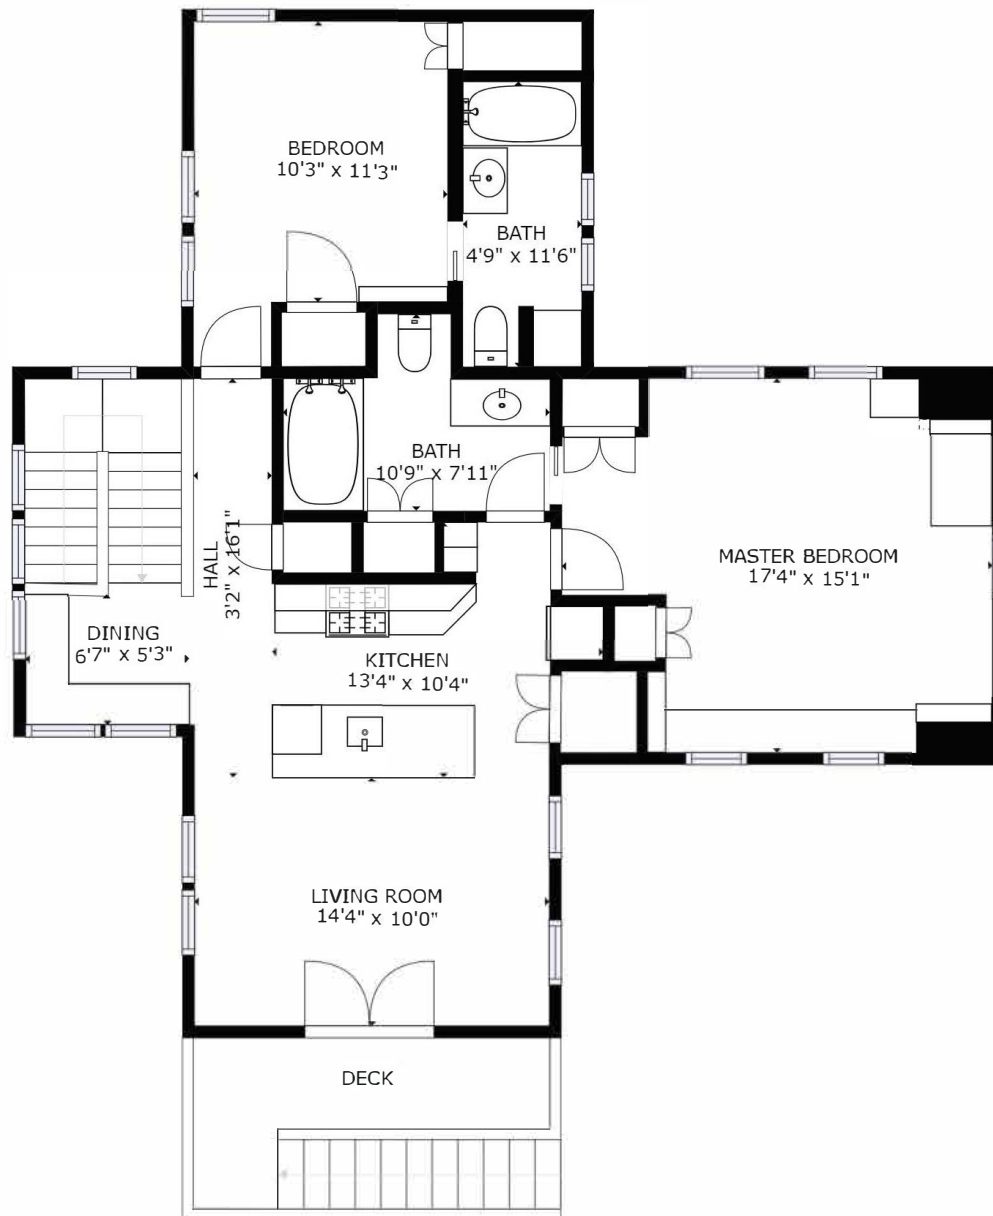 BEDROOM
10'3" x 11'3"
BATH
4'9" x 11'6"
BATH
10'9" x 7'11"
HALL
3'2" x 16'1"
MASTER BEDROOM
17'4" x 15'1"
DINING
6'7" x 5'3"
KITCHEN
13'4" x 10'4"
LIVING ROOM
14'4" x 10'0"
DECK